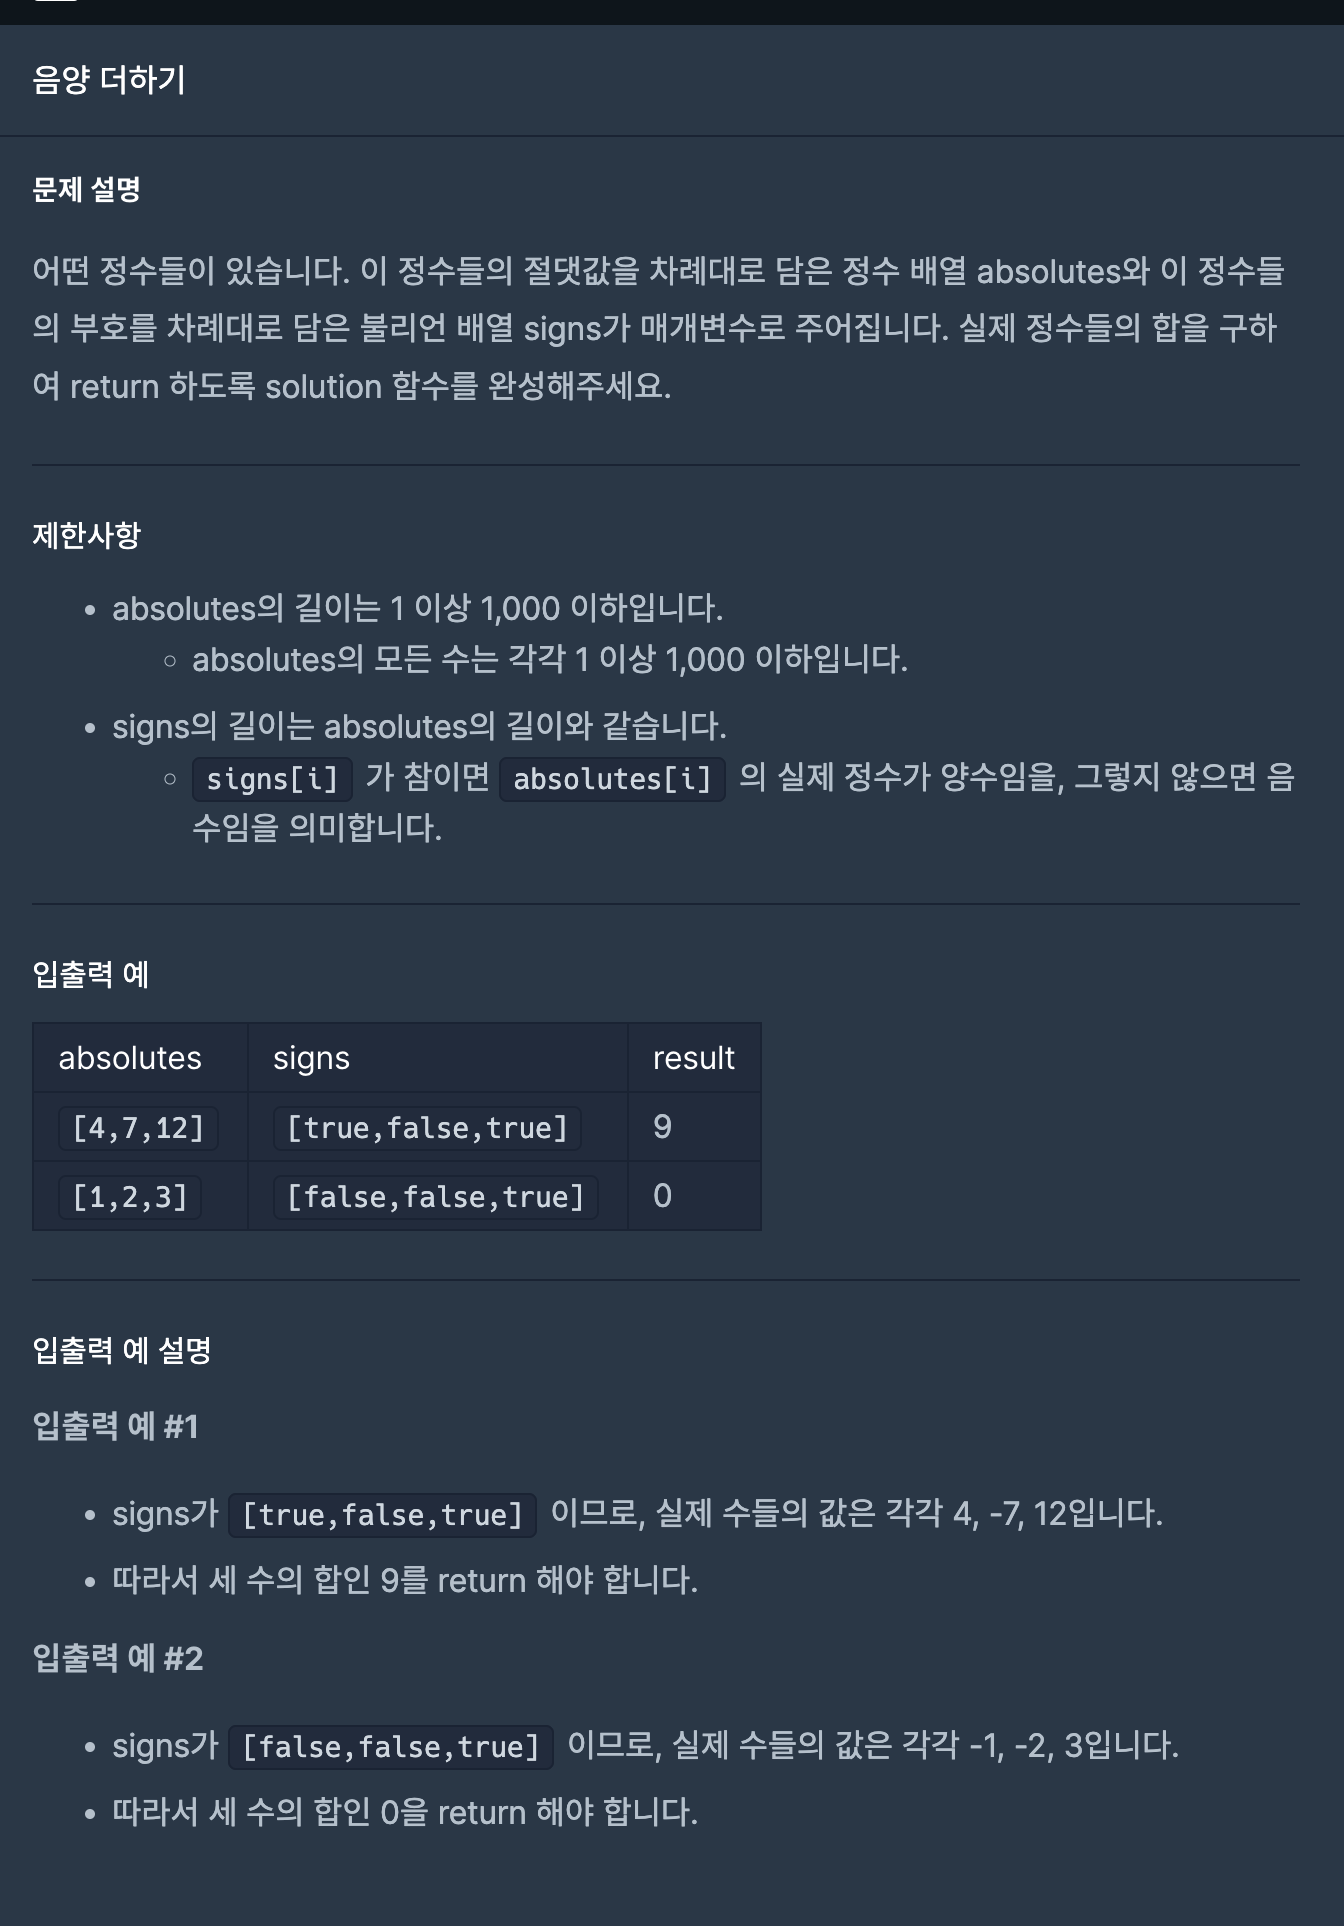 음양 더하기
문제 설명
어떤 정수들이 있습니다. 이 정수들의 절댓값을 차례대로 담은 정수 배열 absolutes와 이 정수들
의 부호를 차례대로 담은 불리언 배열 signs가 매개변수로 주어집니다. 실제 정수들의 합을 구하
여 return 하도록 solution 함수를 완성해주세요.
제한사항
• absolutes의 길이는 1 이상 1,000 이하입니다.
◦ absolutes의 모든 수는 각각 1 이상 1,000 이하입니다.
• signs의 길이는 absolutes의 길이와 같습니다.
◦ signs[i] 가 참이면 absolutes[i] 의 실제 정수가 양수임을, 그렇지 않으면 음
수임을 의미합니다.
입출력 예
absolutes signs result
[4,7,12] [true,false,true] 9
[1,2,3] [false,false,true] 0
입출력 예 설명
입출력 예 #1
• signs가 [true,false,true] 이므로, 실제 수들의 값은 각각 4, -7, 12입니다.
• 따라서 세 수의 합인 9를 return 해야 합니다.
입출력 예 #2
• signs가 [false,false,true] 이므로, 실제 수들의 값은 각각 -1, -2, 3입니다.
• 따라서 세 수의 합인 0을 return 해야 합니다.